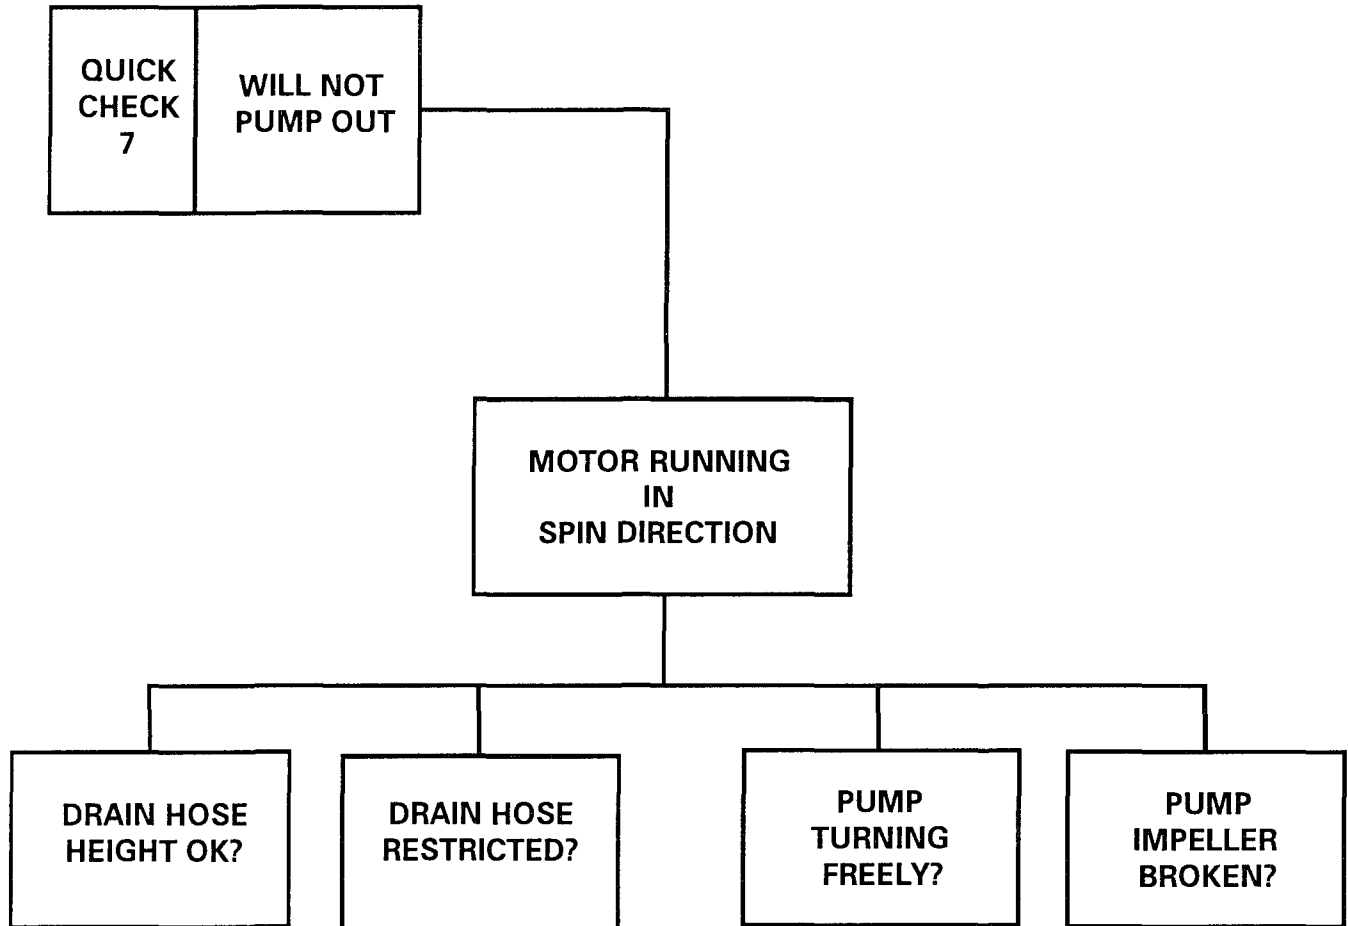 QUICK
CHECK
7
WILL NOT
PUMP OUT
MOTOR RUNNING
IN
SPIN DIRECTION
DRAIN HOSE
HEIGHT OK?
DRAIN HOSE
RESTRICTED?
PUMP
TURNING
FREELY?
PUMP
IMPELLER
BROKEN?